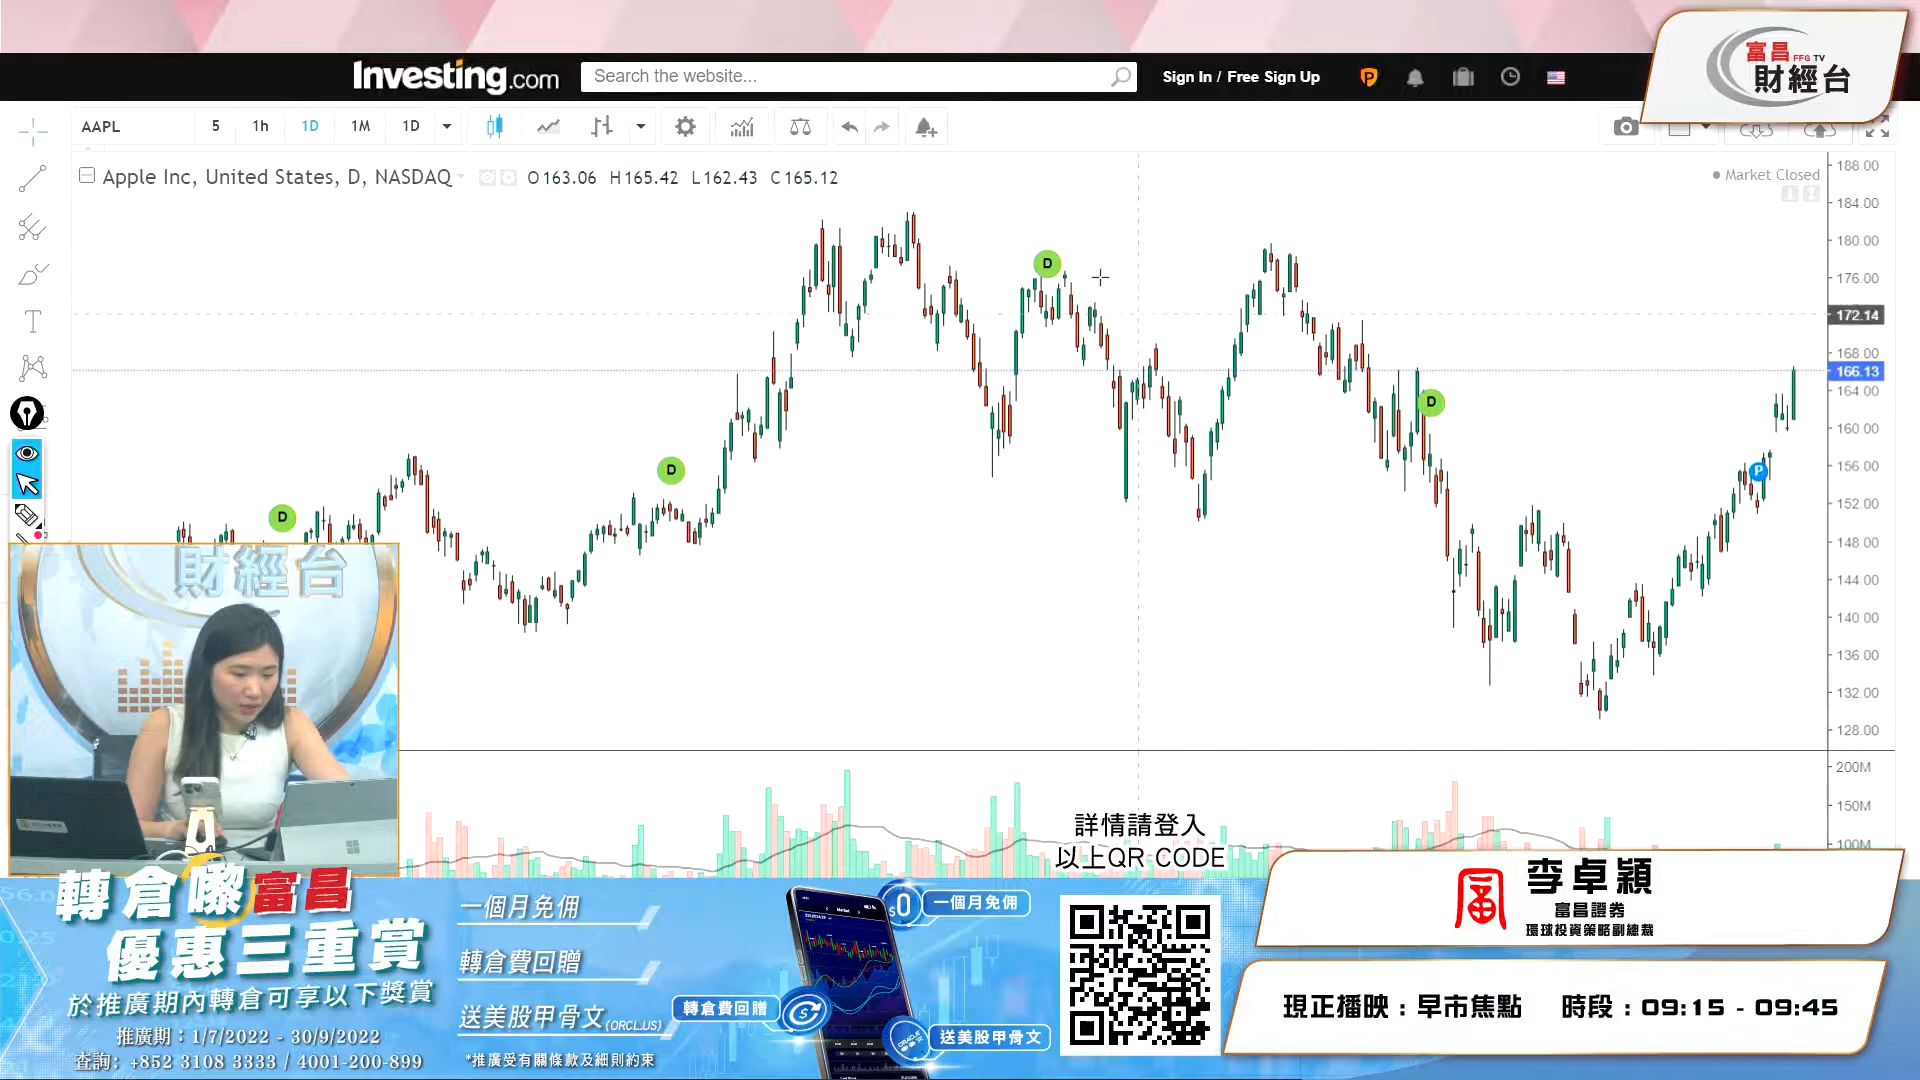 Investing.com
Search the website...
Sign In / Free Sign Up
富昌 FFG TV
財經台
AAPL
5
1h
1D
1M
1D
Apple Inc, United States, D, NASDAQ
O163.06 H165.42 L162.43 C165.12
Market Closed
188.00
184.00
180.00
176.00
172.14
168.00
166.13
164.00
160.00
156.00
152.00
148.00
144.00
140.00
136.00
132.00
128.00
200M
150M
100M
D
D
D
D
P
財經台
詳情請登入
以上QR CODE
轉倉嚟富昌
優惠三重賞
於推廣期內轉倉可享以下獎賞
推廣期：1/7/2022 - 30/9/2022
查詢：+852 3108 3333 / 4001-200-899
一個月免佣
轉倉費回贈
送美股甲骨文(ORCL.US)
*推廣受有關條款及細則約束
$0
一個月免佣
轉倉費回贈
送美股甲骨文
李卓穎
富昌證券
環球投資策略副總裁
現正播映：早市焦點 時段：09:15 - 09:45